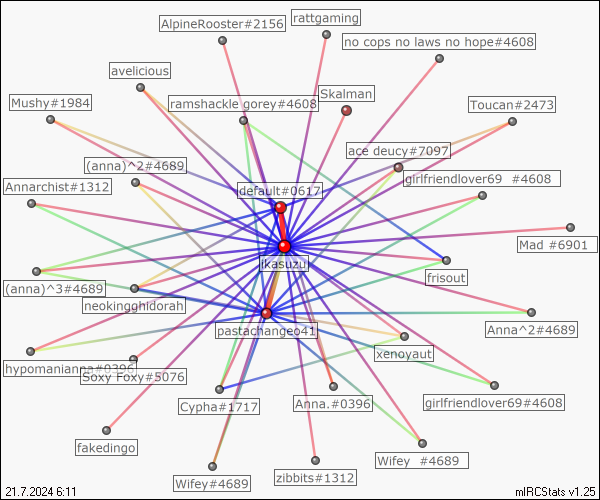 AlpineRooster#2156
rattgaming
no cops no laws no hope#4608
avelicious
Skalman
Mushy#1984
ramshackle gorey#4608
Toucan#2473
ace deucy#7097
(anna)^2#4689
girlfriendlover69 #4608
Annarchist#1312
default#0617
Mad #6901
ikasuzu
frisout
(anna)^3#4689
neokingghidorah
pastachangeo41
Anna^2#4689
xenoyaut
hypomanianna#0396
Soxy Foxy#5076
Cypha#1717
Anna.#0396
girlfriendlover69#4608
fakedingo
Wifey #4689
zibbits#1312
Wifey#4689
21.7.2024 6:11
mIRCStats v1.25